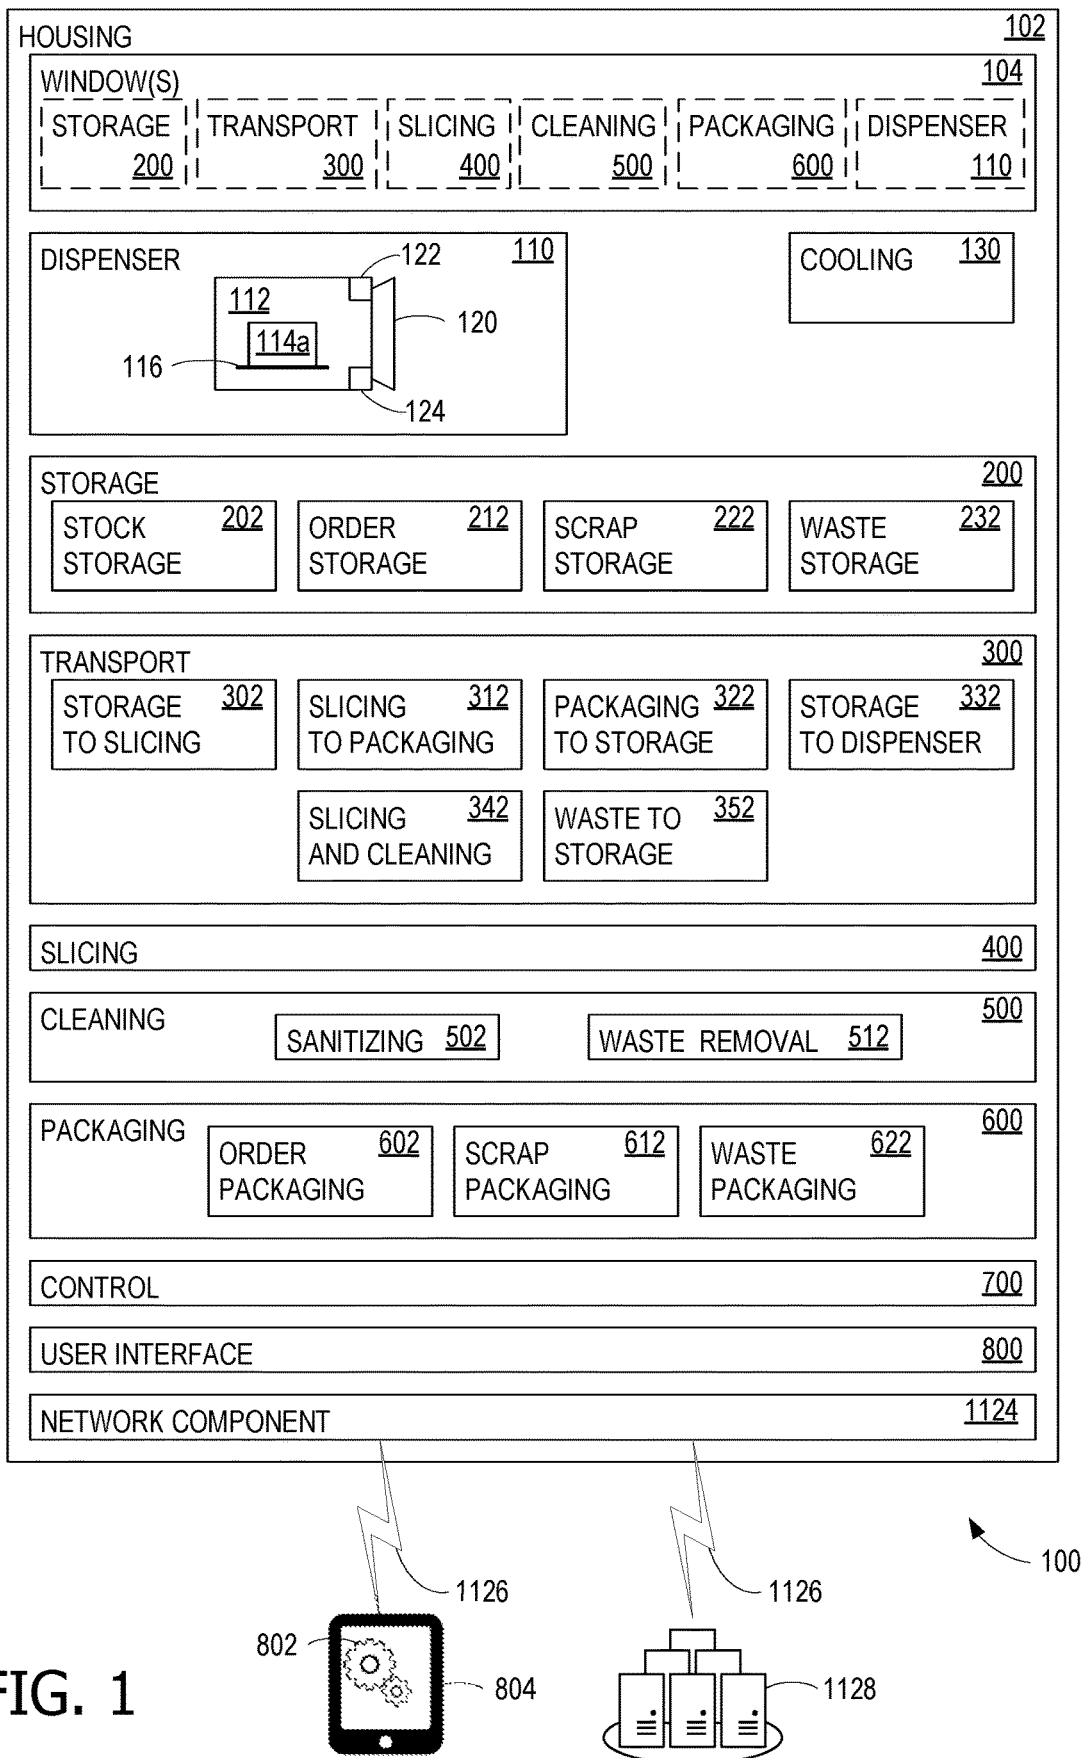 HOUSING 102
WINDOW(S) 104
STORAGE TRANSPORT SLICING CLEANING PACKAGING DISPENSER
200 300 400 500 600 110
DISPENSER 110
122
112
114a
116
120
124
COOLING 130
STORAGE 200
STOCK 202
STORAGE
ORDER 212
STORAGE
SCRAP 222
STORAGE
WASTE 232
STORAGE
TRANSPORT 300
STORAGE 302
TO SLICING
SLICING 312
TO PACKAGING
PACKAGING 322
TO STORAGE
STORAGE 332
TO DISPENSER
SLICING 342
AND CLEANING
WASTE TO 352
STORAGE
SLICING 400
CLEANING 500
SANITIZING 502
WASTE REMOVAL 512
PACKAGING 600
ORDER 602
PACKAGING
SCRAP 612
PACKAGING
WASTE 622
PACKAGING
CONTROL 700
USER INTERFACE 800
NETWORK COMPONENT 1124
100
1126
1126
802
804
1128
FIG. 1